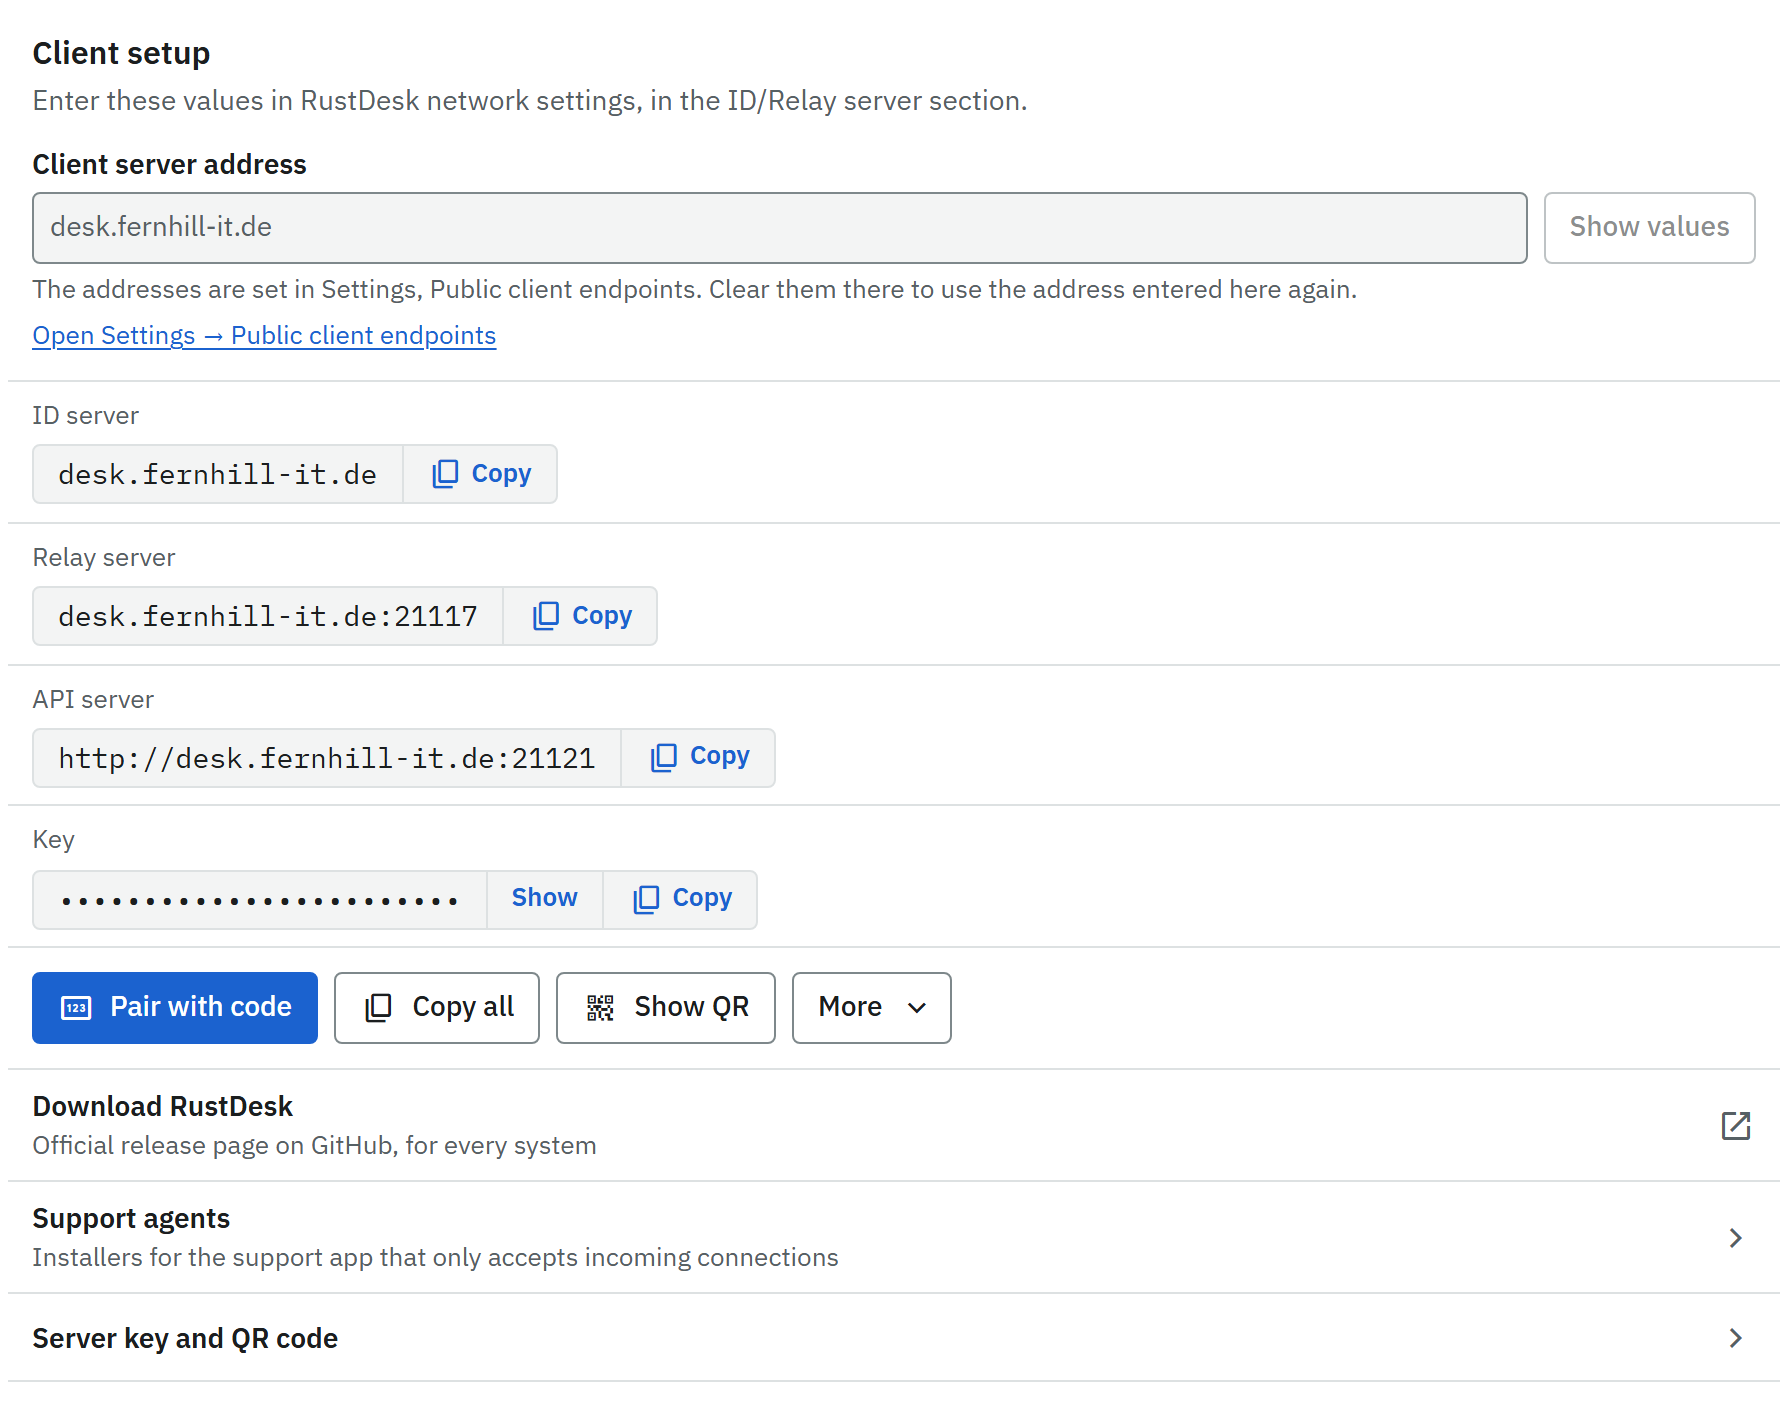 Client setup
Enter these values in RustDesk network settings, in the ID/Relay server section.
Client server address
desk.fernhill-it.de
Show values
The addresses are set in Settings, Public client endpoints. Clear them there to use the address entered here again.
Open Settings → Public client endpoints
ID server
desk.fernhill-it.de
Copy
Relay server
desk.fernhill-it.de:21117
Copy
API server
http://desk.fernhill-it.de:21121
Copy
Key
••••••••••••••••••••••••
Show
Copy
123
Pair with code
Copy all
Show QR
More
Download RustDesk
Official release page on GitHub, for every system
Support agents
Installers for the support app that only accepts incoming connections
Server key and QR code